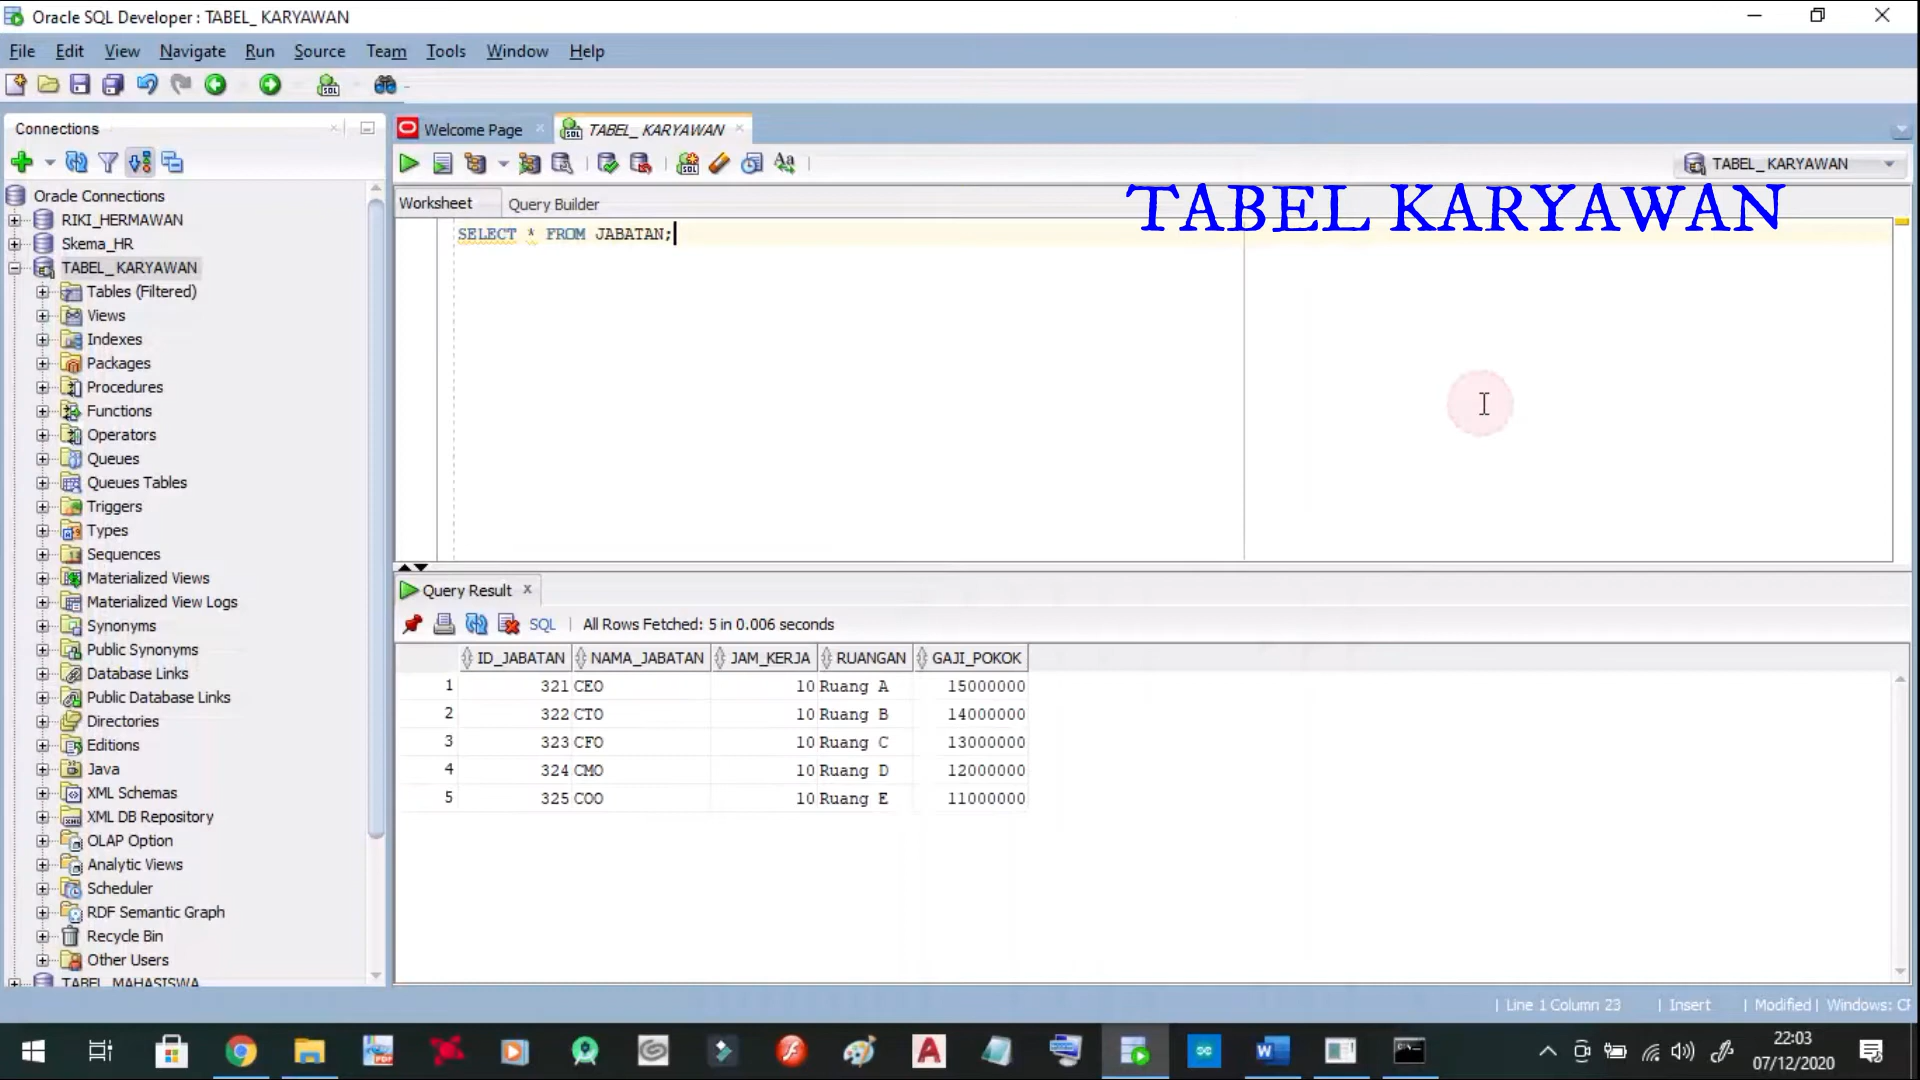 Oracle SQL Developer : TABEL_ KARYAWAN
File Edit View Navigate Run Source Team Tools Window Help
Connections
Oracle Connections
RIKI_HERMAWAN
Skema_HR
TABEL_ KARYAWAN
Tables (Filtered)
Views
Indexes
Packages
Procedures
Functions
Operators
Queues
Queues Tables
Triggers
Types
Sequences
Materialized Views
Materialized View Logs
Synonyms
Public Synonyms
Database Links
Public Database Links
Directories
Editions
Java
XML Schemas
XML DB Repository
OLAP Option
Analytic Views
Scheduler
RDF Semantic Graph
Recycle Bin
Other Users
TABEL_MAHASISWA
Welcome Page TABEL_ KARYAWAN
TABEL_ KARYAWAN
Worksheet Query Builder
TABEL KARYAWAN
SELECT * FROM JABATAN;
Query Result
SQL All Rows Fetched: 5 in 0.006 seconds
ID_JABATAN NAMA_JABATAN JAM_KERJA RUANGAN GAJI_POKOK
1 321 CEO 10 Ruang A 15000000
2 322 CTO 10 Ruang B 14000000
3 323 CFO 10 Ruang C 13000000
4 324 CMO 10 Ruang D 12000000
5 325 COO 10 Ruang E 11000000
Line 1 Column 23 Insert Modified Windows: CF
22:03
07/12/2020